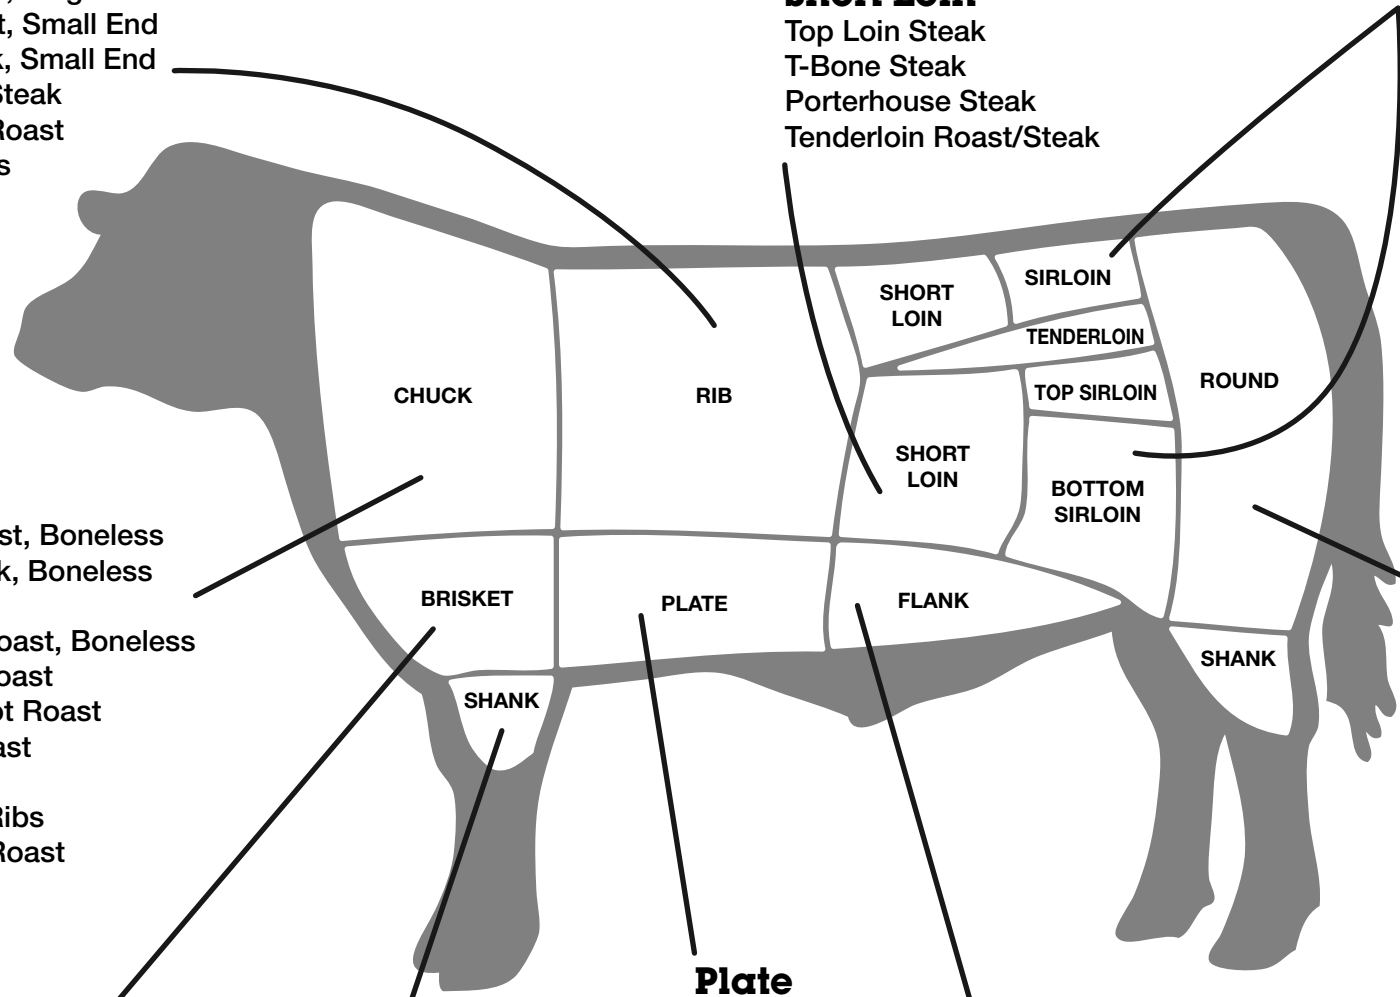 t, Small End
k, Small End
Steak
Roast
s
Short Loin
Top Loin Steak
T-Bone Steak
Porterhouse Steak
Tenderloin Roast/Steak
SHORT
LOIN
SIRLOIN
TENDERLOIN
TOP SIRLOIN
ROUND
CHUCK
RIB
SHORT
LOIN
BOTTOM
SIRLOIN
st, Boneless
k, Boneless
oast, Boneless
oast
ot Roast
ast
Ribs
Roast
BRISKET
PLATE
FLANK
SHANK
SHANK
Plate